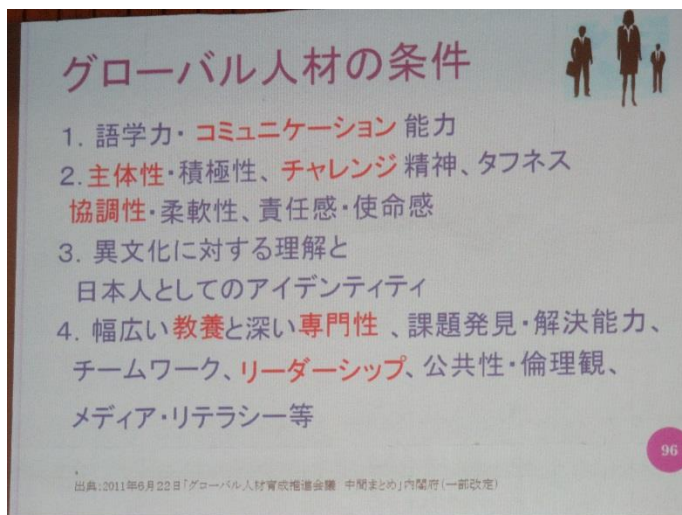 グローバル人材の条件
1. 語学力・コミュニケーション能力
2. 主体性・積極性、チャレンジ精神、タフネス
協調性・柔軟性、責任感・使命感
3. 異文化に対する理解と
日本人としてのアイデンティティ
4. 幅広い教養と深い専門性、課題発見・解決能力、
チームワーク、リーダーシップ、公共性・倫理観、
メディア・リテラシー等
96
出典:2011年6月22日「グローバル人材育成推進会議 中間まとめ」内閣府(一部改定)